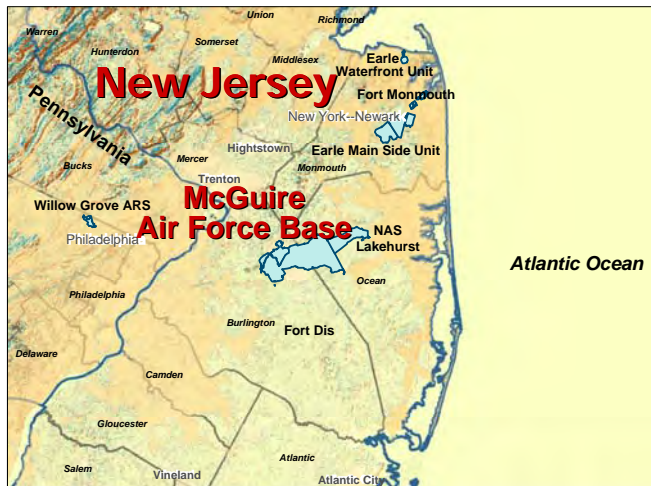 Union
Richmond
Warren
Somerset
Hunterdon
Middlesex
Earle
Waterfront Unit
New Jersey
Fort Monmouth
Pennsylvania
New York--Newark
Hightstown
Earle Main Side Unit
Mercer
Bucks
Monmouth
Trenton
Willow Grove ARS
McGuire
Air Force Base
NAS
Lakehurst
Philadelphia
Atlantic Ocean
Ocean
Philadelphia
Burlington
Fort Dis
Delaware
Camden
Gloucester
Atlantic
Salem
Vineland
Atlantic City